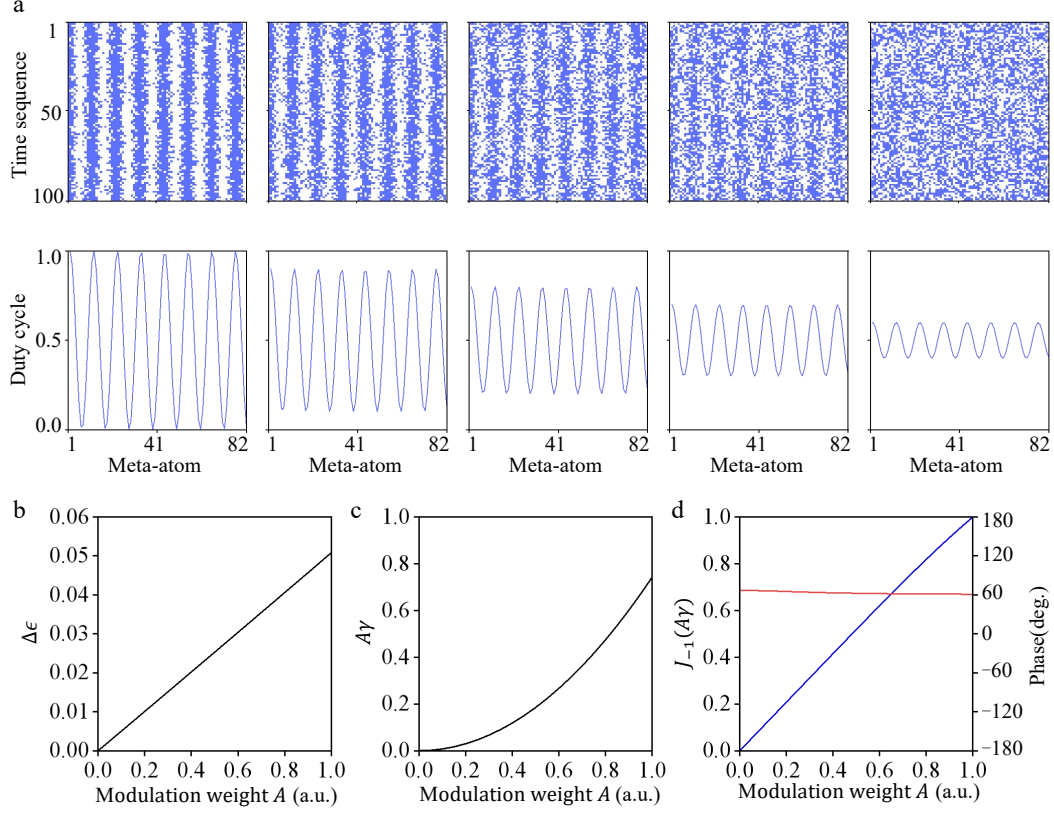 a
Time sequence
1
50
100
Duty cycle
1.0
0.5
0.0
1 41 82
1 41 82
1 41 82
1 41 82
1 41 82
Meta-atom
Meta-atom
Meta-atom
Meta-atom
Meta-atom
b
Δϵ
0.06
0.05
0.04
0.03
0.02
0.01
0.00
0.0 0.2 0.4 0.6 0.8 1.0
Modulation weight A (a.u.)
c
Aγ
1.0
0.8
0.6
0.4
0.2
0.0
0.0 0.2 0.4 0.6 0.8 1.0
Modulation weight A (a.u.)
d
J₋₁(Aγ)
1.0
0.8
0.6
0.4
0.2
0.0
180
120
60
0
−60
−120
−180
Phase(deg.)
0.0 0.2 0.4 0.6 0.8 1.0
Modulation weight A (a.u.)